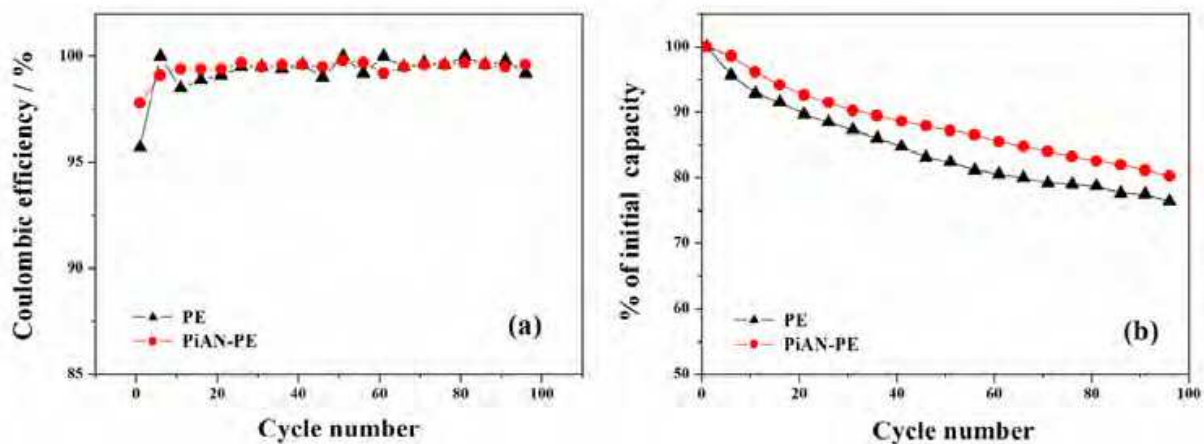 Coulombic efficiency / %
100
95
90
85
PE
PiAN-PE
(a)
0 20 40 60 80 100
Cycle number
% of initial capacity
100
90
80
70
60
50
PE
PiAN-PE
(b)
0 20 40 60 80 100
Cycle number